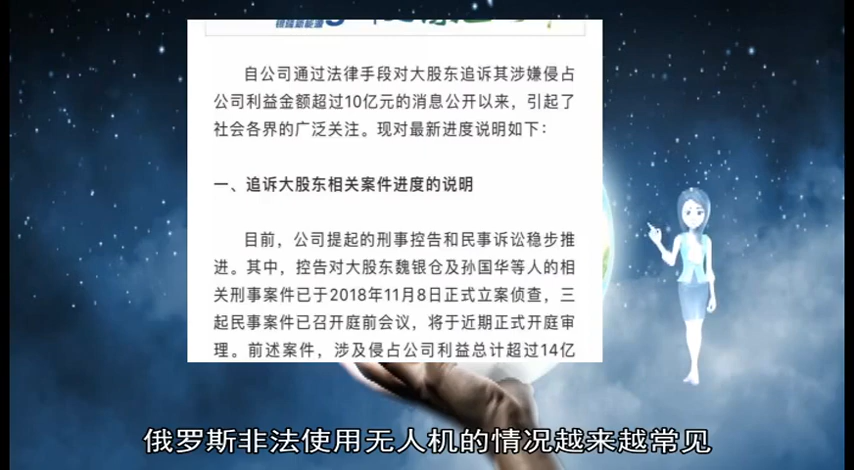 自公司通过法律手段对大股东追诉其涉嫌侵占
公司利益金额超过10亿元的消息公开以来，引起了
社会各界的广泛关注。现对最新进度说明如下：
一、追诉大股东相关案件进度的说明
目前，公司提起的刑事控告和民事诉讼稳步推
进。其中，控告对大股东魏银仓及孙国华等人的相
关刑事案件已于2018年11月8日正式立案侦查，三
起民事案件已召开庭前会议，将于近期正式开庭审
理。前述案件，涉及侵占公司利益总计超过14亿
俄罗斯非法使用无人机的情况越来越常见